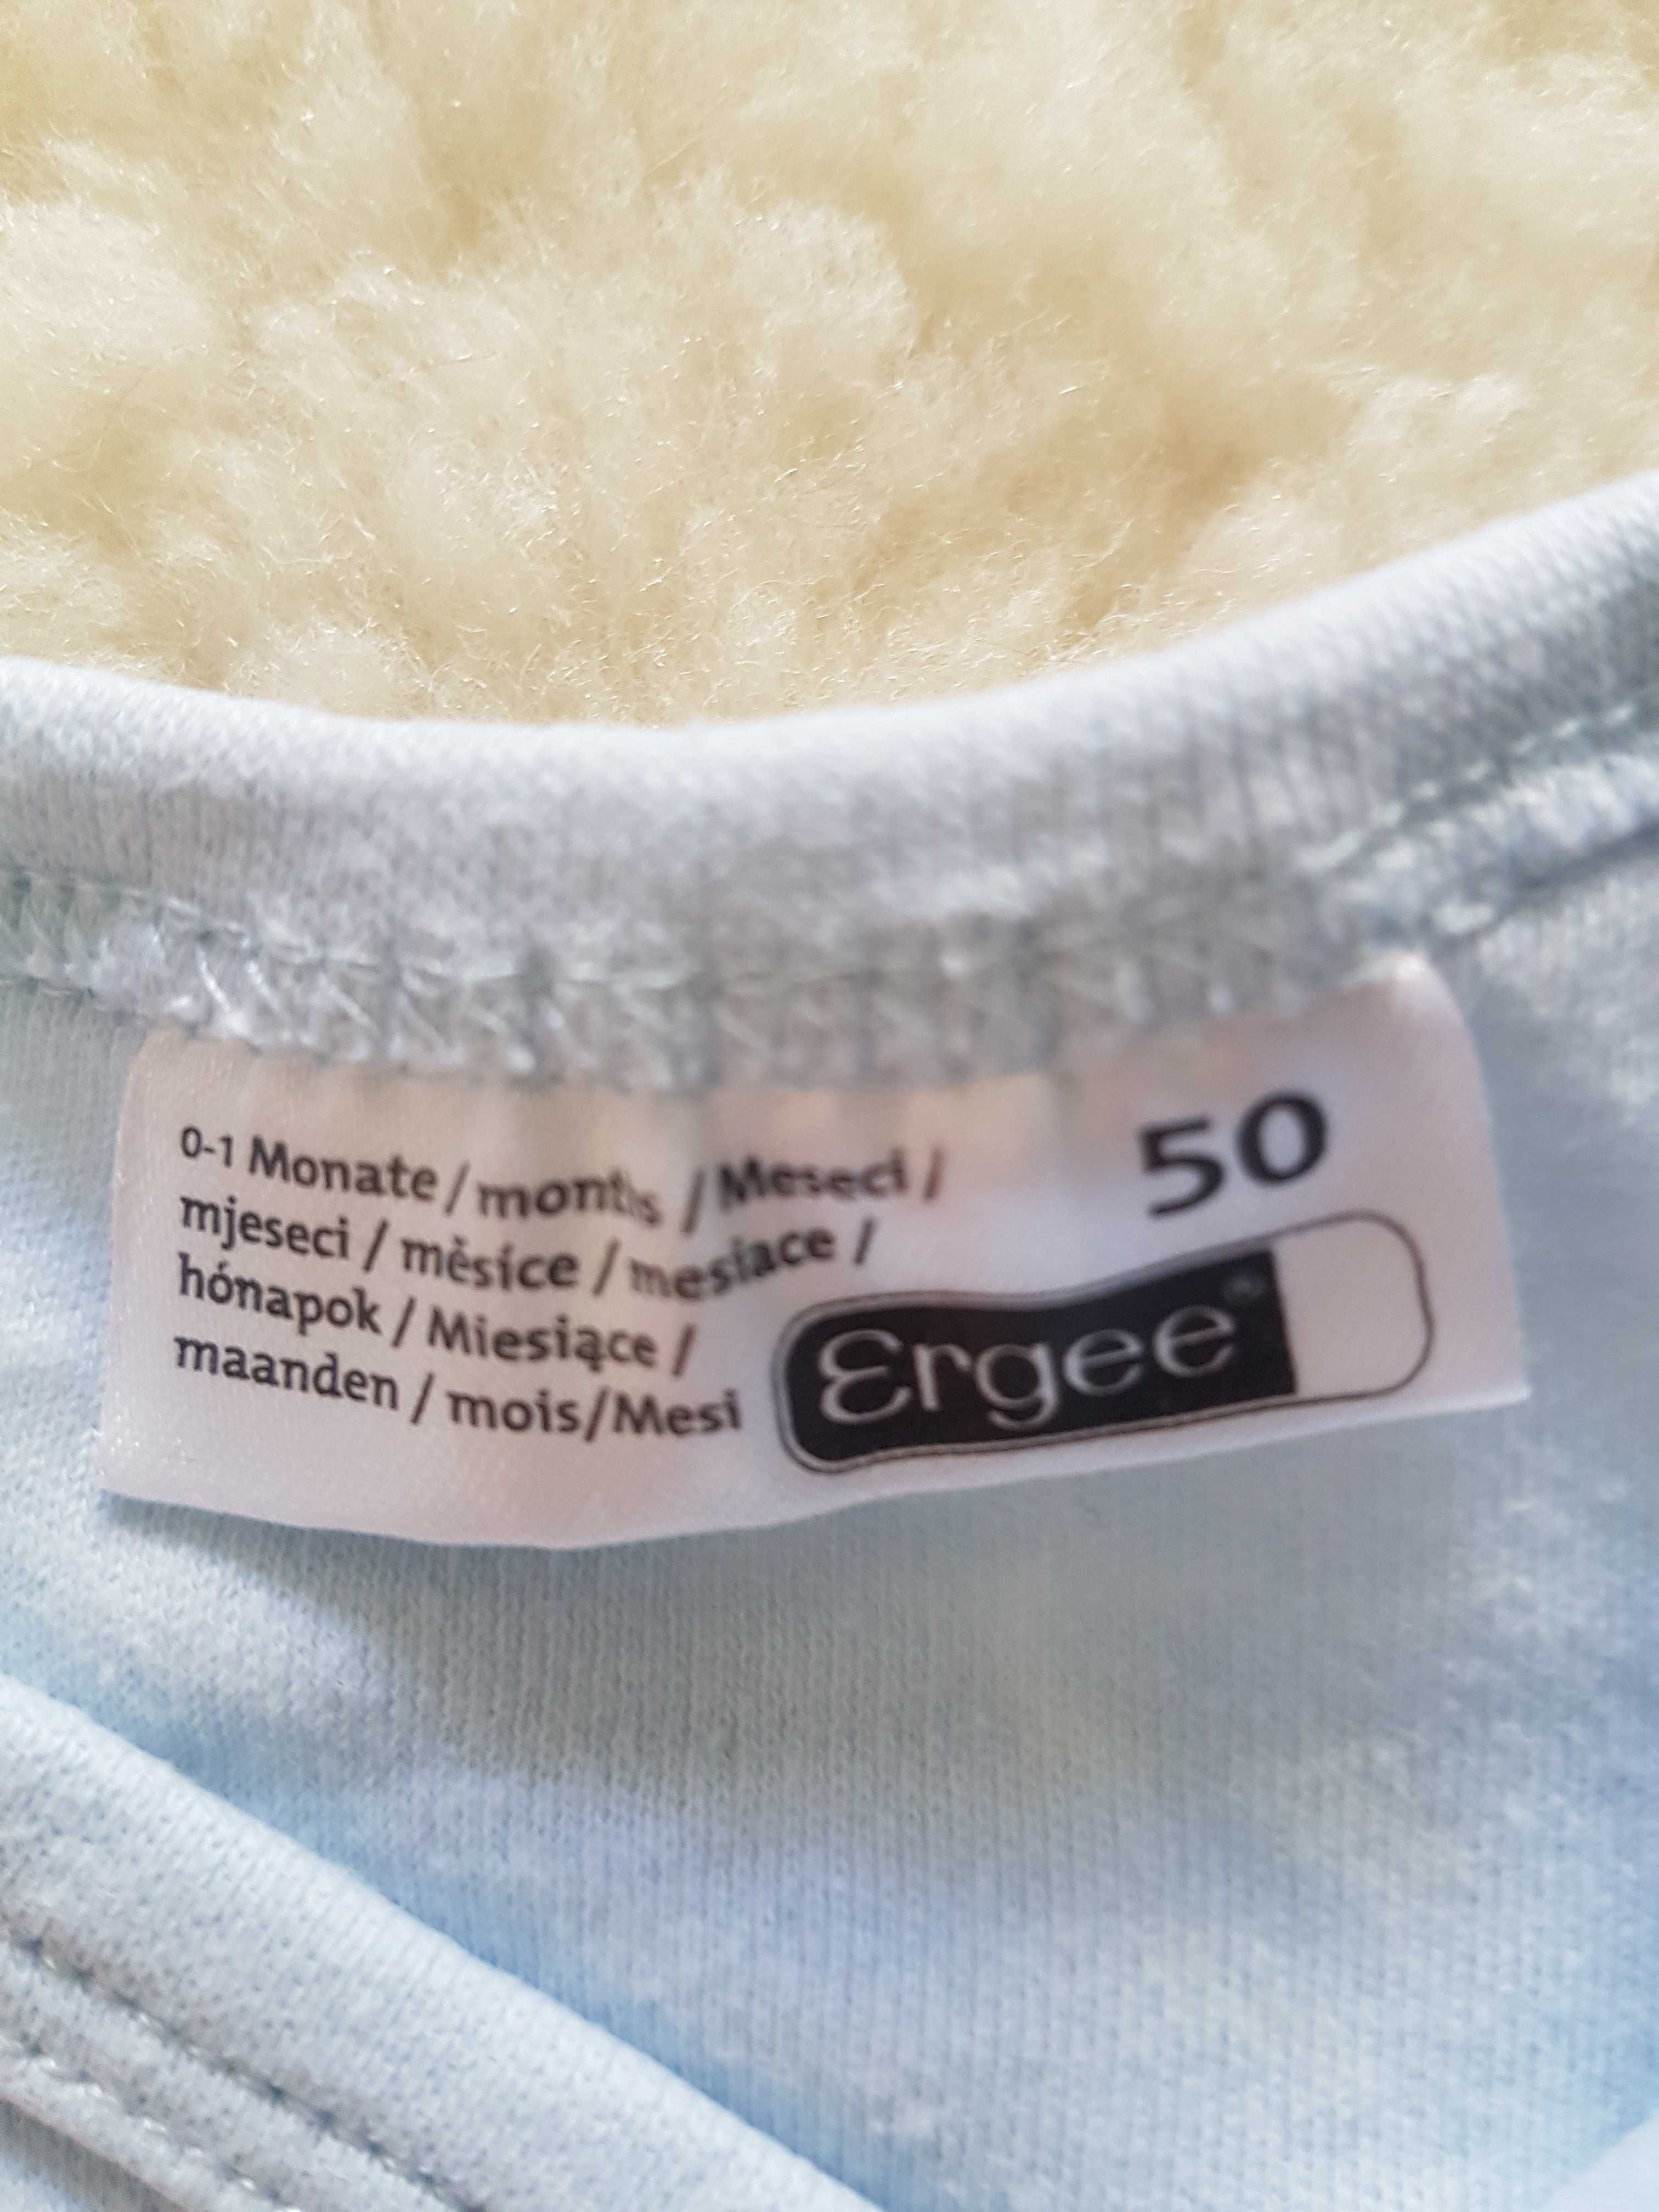 50
0-1 Monate / months / Meseci /
mjeseci / měsíce / mesiace /
hónapok / Miesiące /
maanden / mois/Mesi
Ergee®